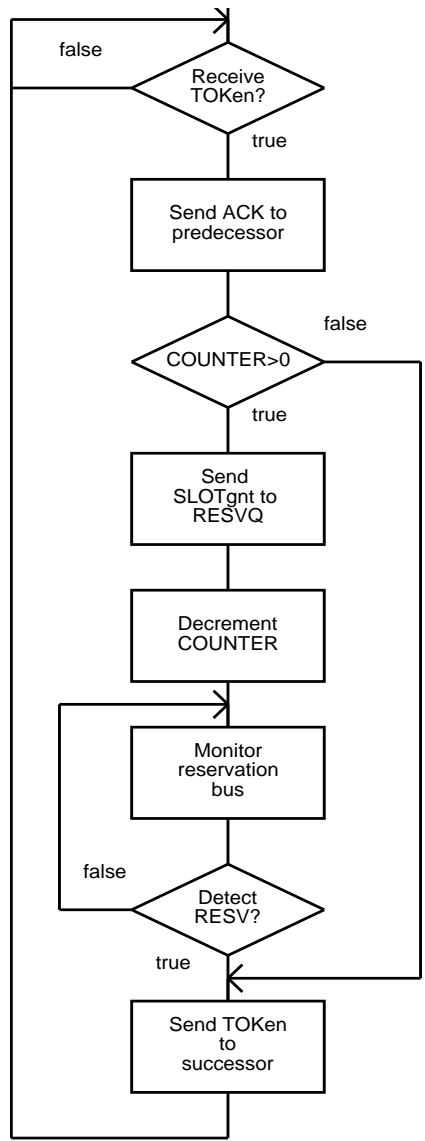 false
Receive
TOKen?
true
Send ACK to
predecessor
false
COUNTER>0
true
Send
SLOTgnt to
RESVQ
Decrement
COUNTER
Monitor
reservation
bus
false
Detect
RESV?
true
Send TOKen
to
successor